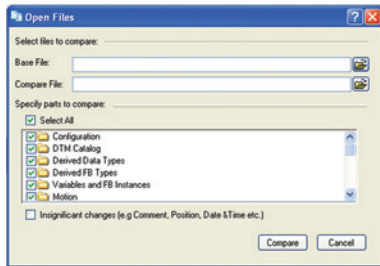 Open Files
Select files to compare:
Base File:
Compare File:
Specify parts to compare:
Select All
Configuration
DTM Catalog
Derived Data Types
Derived FB Types
Variables and FB Instances
Motion
Insignificant changes (e.g Comment, Position, Date &Time etc.)
Compare Cancel